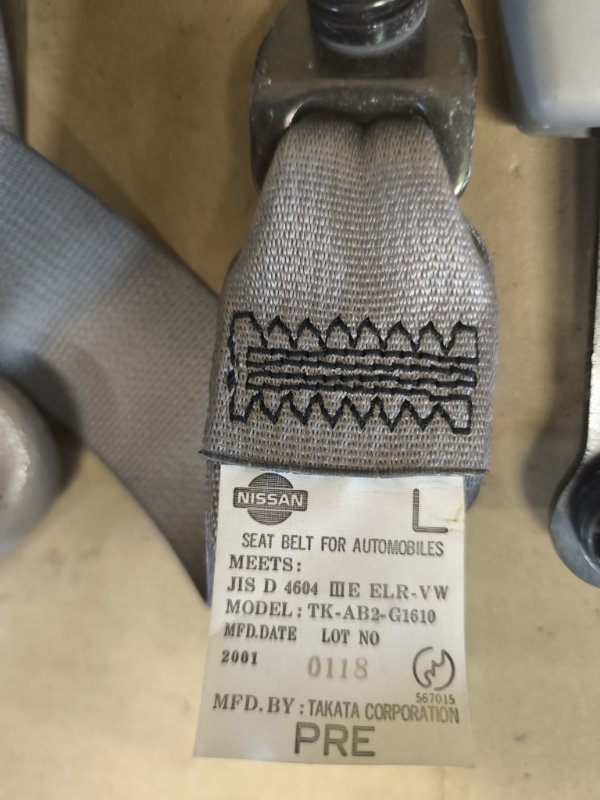 NISSAN L
SEAT BELT FOR AUTOMOBILES
MEETS:
JIS D 4604 ⅢE ELR-VW
MODEL: TK-AB2-G1610
MFD.DATE LOT NO
2001 0118
567015
MFD.BY: TAKATA CORPORATION
PRE